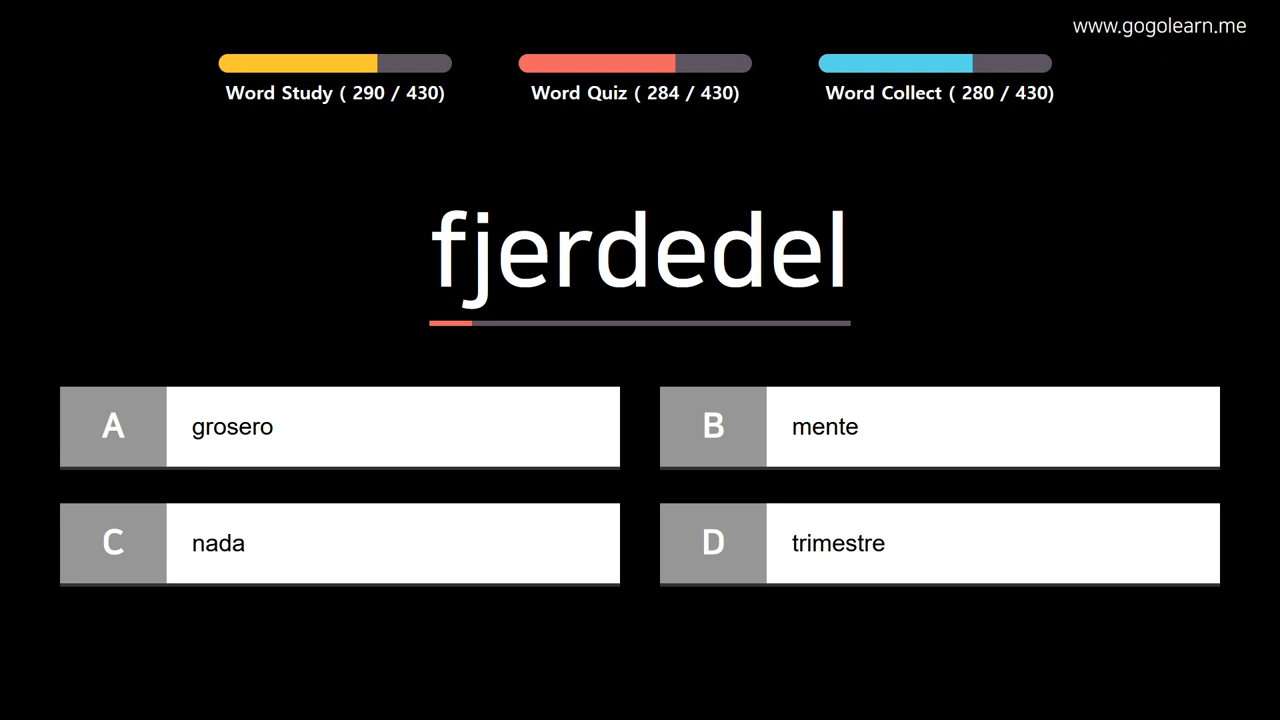 www.gogolearn.me
Word Study ( 290 / 430)
Word Quiz ( 284 / 430)
Word Collect ( 280 / 430)
fjerdedel
A grosero
B mente
C nada
D trimestre